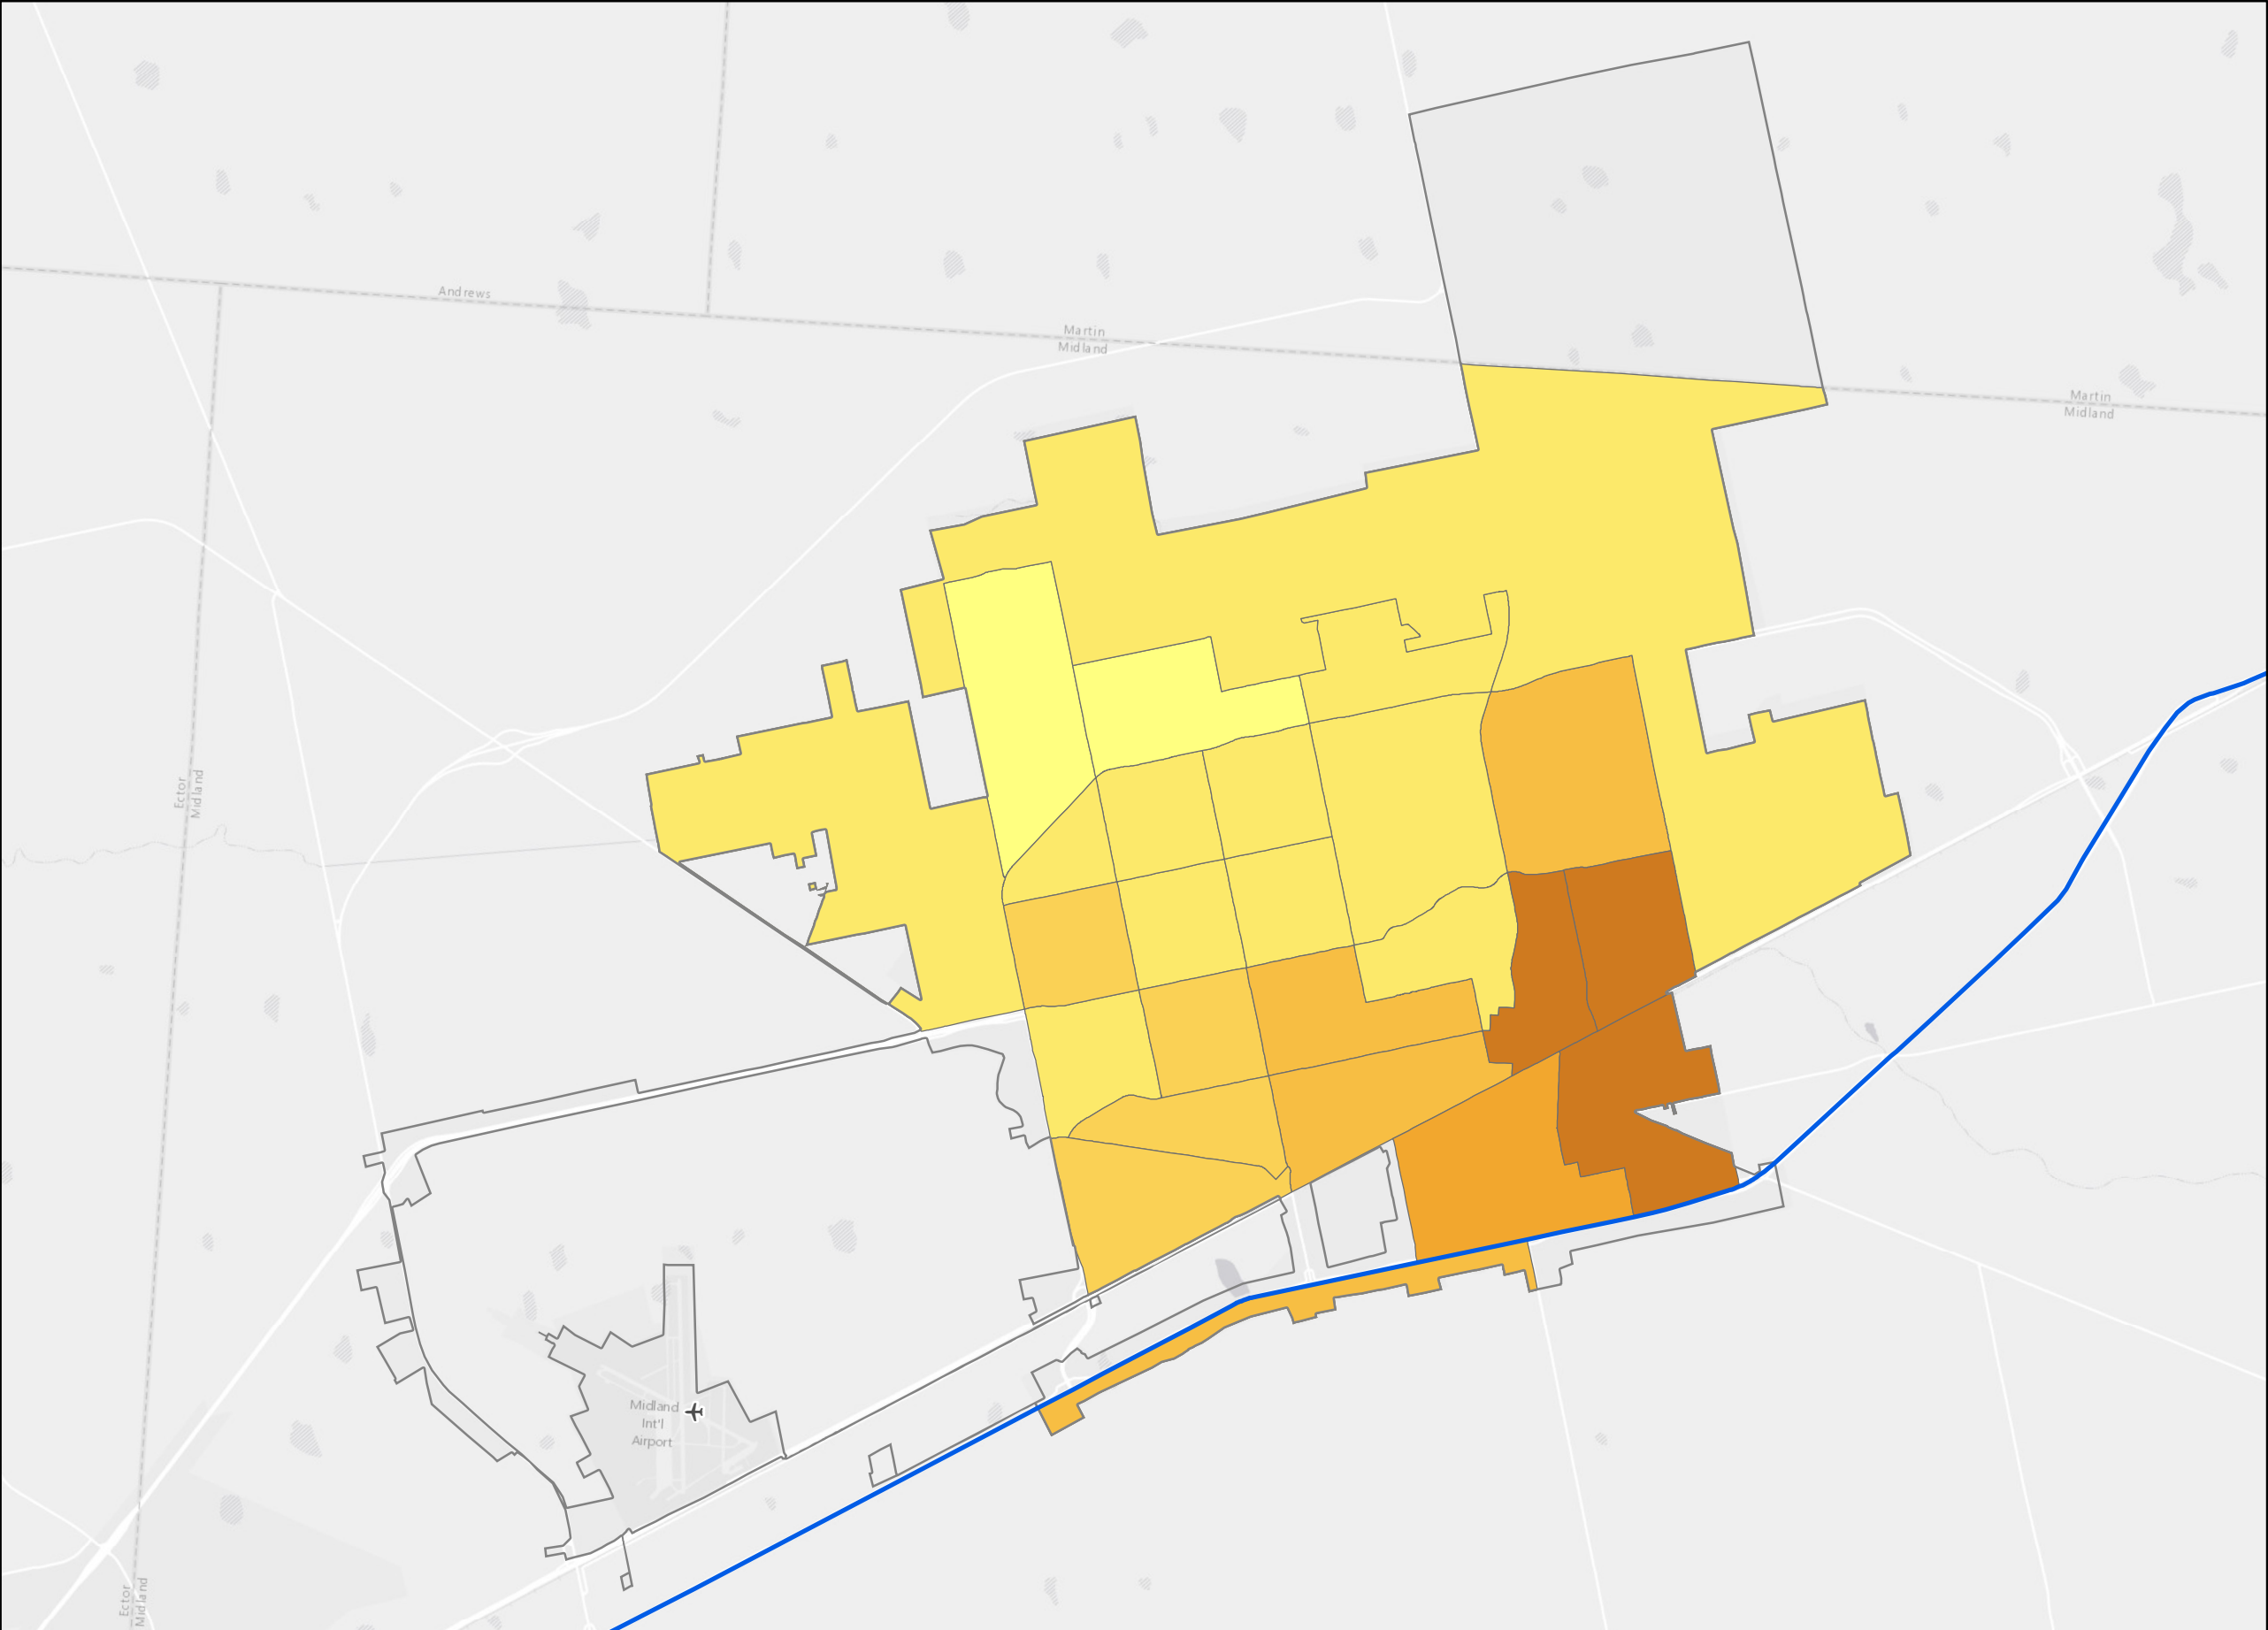 Andrews
Martin
Midland
Martin
Midland
Ector
Midland
Midland
Int'l
Airport
Ector
Midland